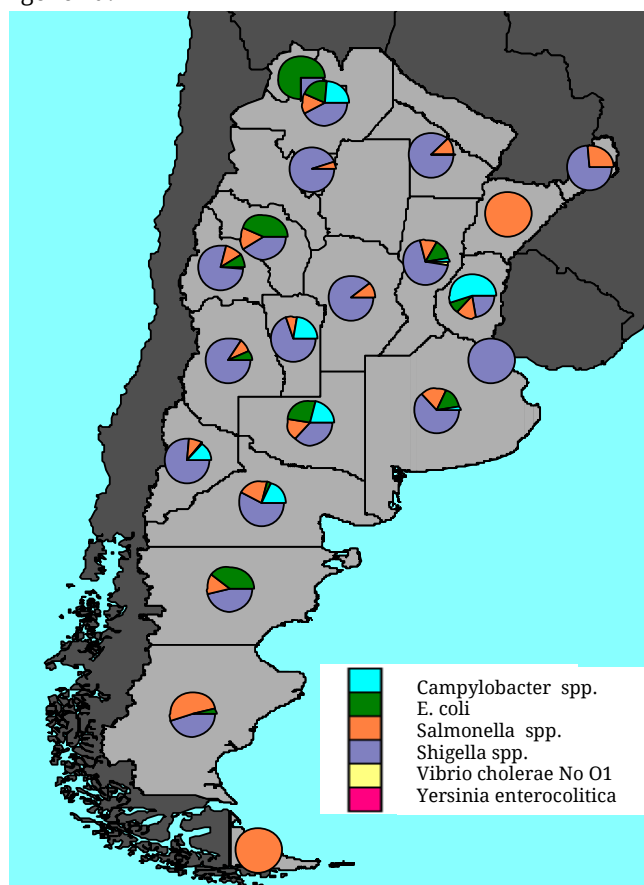 Campylobacter spp.
E. coli
Salmonella spp.
Shigella spp.
Vibrio cholerae No O1
Yersinia enterocolitica